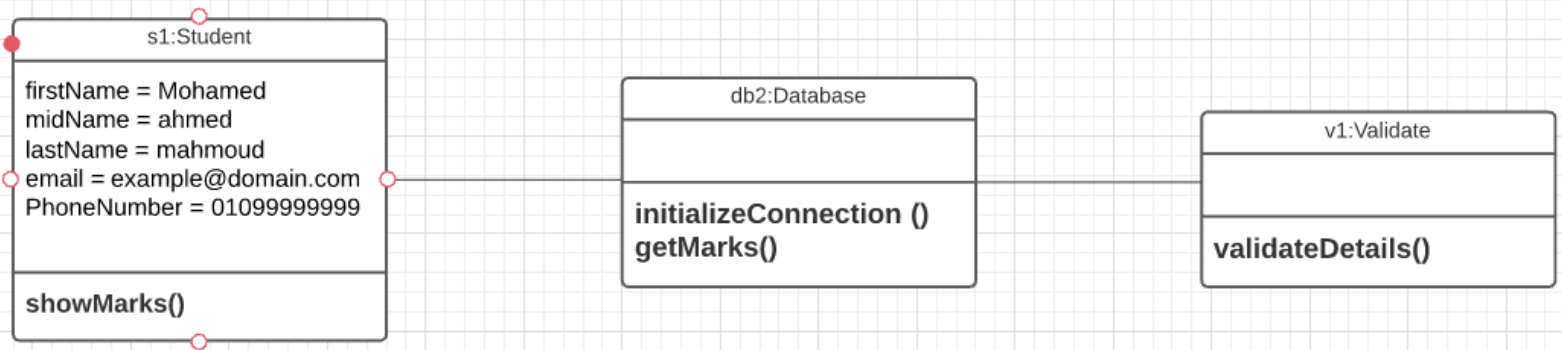 s1:Student
firstName = Mohamed
midName = ahmed
lastName = mahmoud
email = example@domain.com
PhoneNumber = 01099999999
showMarks()
db2:Database
initializeConnection ()
getMarks()
v1:Validate
validateDetails()